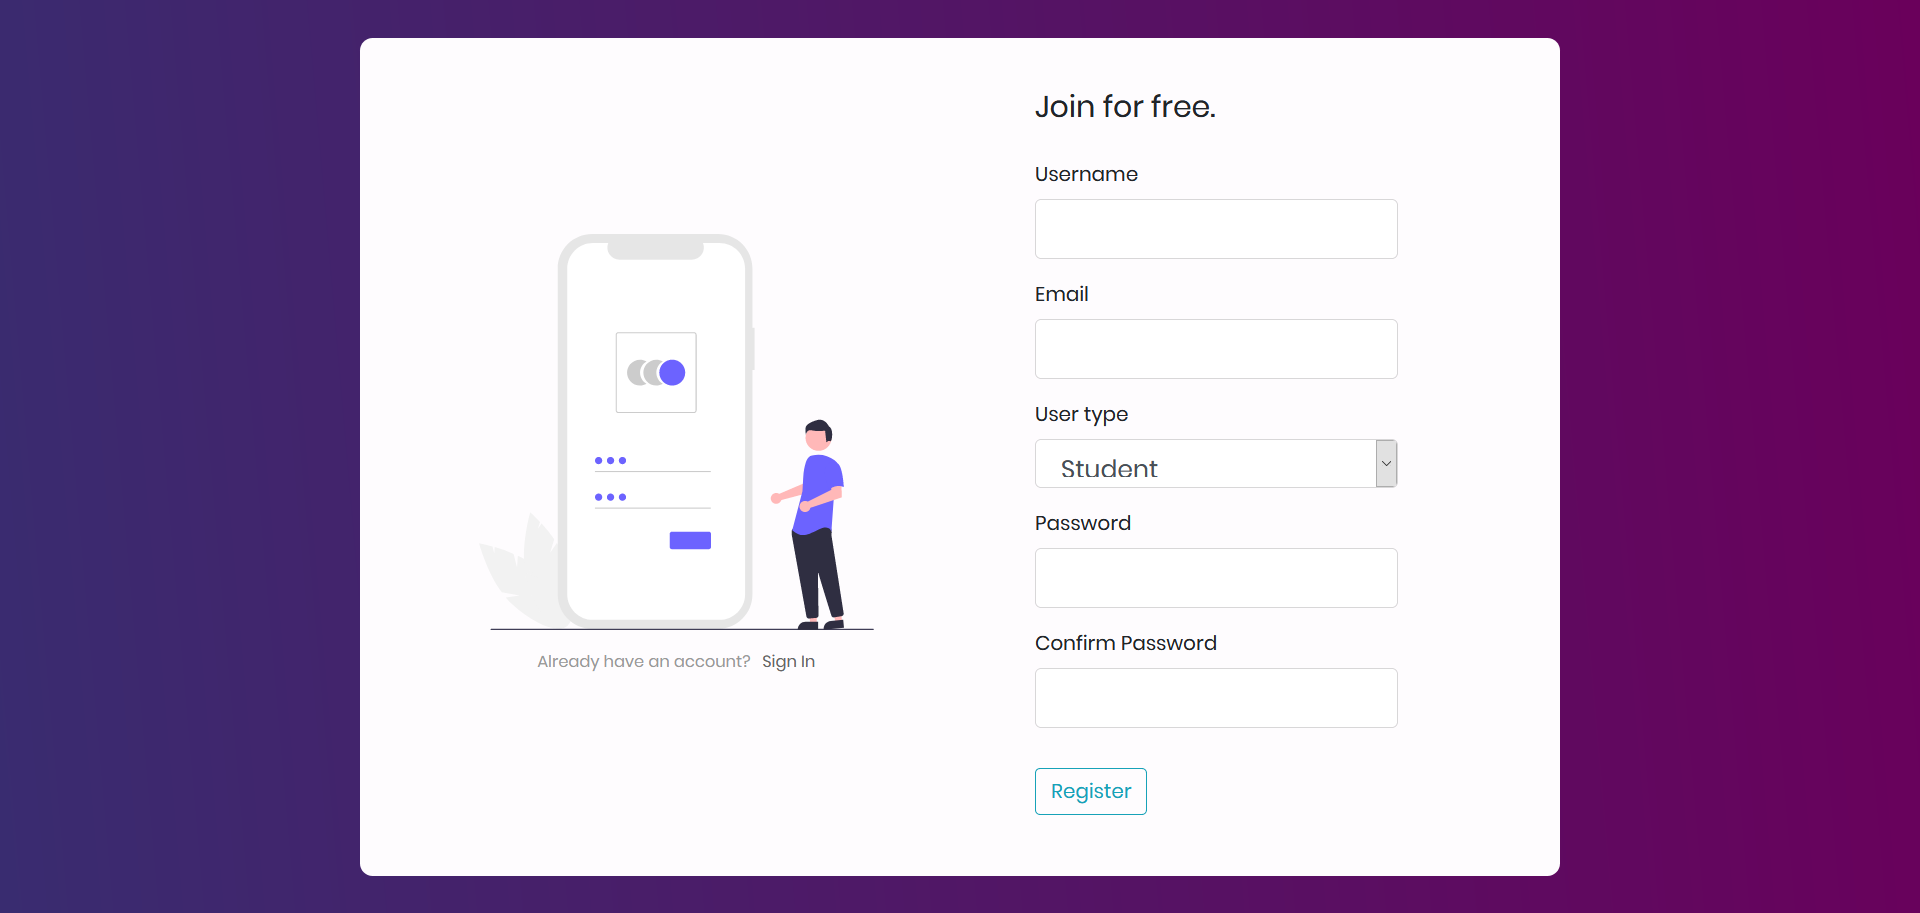 Join for free.
Username
Email
User type
Student
Password
Confirm Password
Register
Already have an account? Sign In